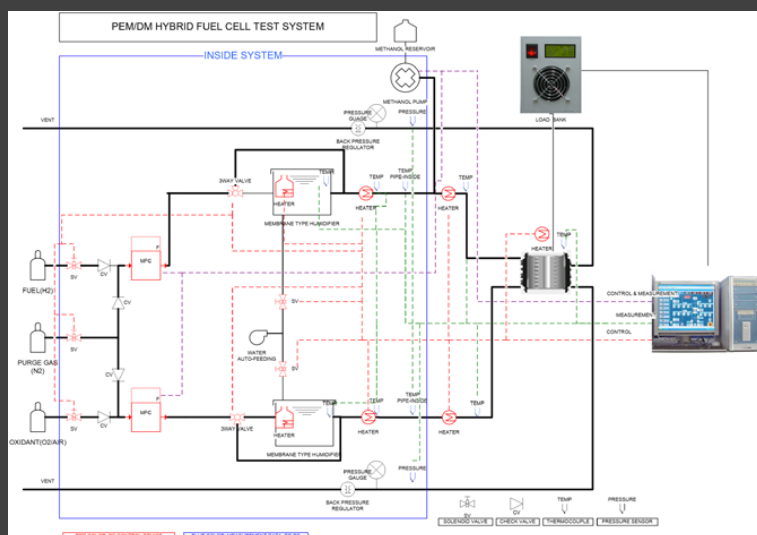 PEM/DM HYBRID FUEL CELL TEST SYSTEM
METHANOL RESERVOIR
INSIDE SYSTEM
METHANOL PUMP
PRESSURE
GUAGE
PRESSURE
LOAD BANK
VENT
BACK PRESSURE
REGULATOR
3WAY VALVE
TEMP
TEMP
TEMP
PIPE-INSIDE
TEMP
HEATER
HEATER
HEATER
MEMBRANE TYPE HUMIDIFIER
TEMP
HEATER
P
MFC
SV
CV
FUEL(H2)
CV
SV
CONTROL & MEASUREMENT
MEASUREMENT
CONTROL
WATER
AUTO-FEEDING
SV
PURGE GAS
(N2)
CV
SV
P
MFC
SV
CV
OXIDANT(O2/AIR)
3WAY VALVE
TEMP
HEATER
MEMBRANE TYPE HUMIDIFIER
TEMP
TEMP
PIPE-INSIDE
TEMP
HEATER
HEATER
PRESSURE
GAUGE
PRESSURE
VENT
BACK PRESSURE
REGULATOR
SV
CV
TEMP
PRESSURE
SOLENOID VALVE
CHECK VALVE
THERMOCOUPLE
PRESSURE SENSOR